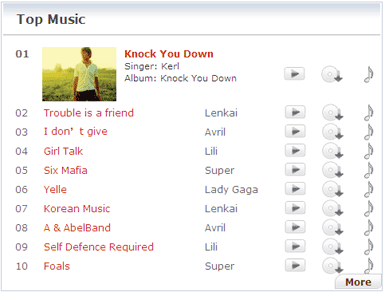 Top Music
01 Knock You Down
Singer: Kerl
Album: Knock You Down
02 Trouble is a friend Lenkai
03 I don’t give Avril
04 Girl Talk Lili
05 Six Mafia Super
06 Yelle Lady Gaga
07 Korean Music Lenkai
08 A & AbelBand Avril
09 Self Defence Required Lili
10 Foals Super
More